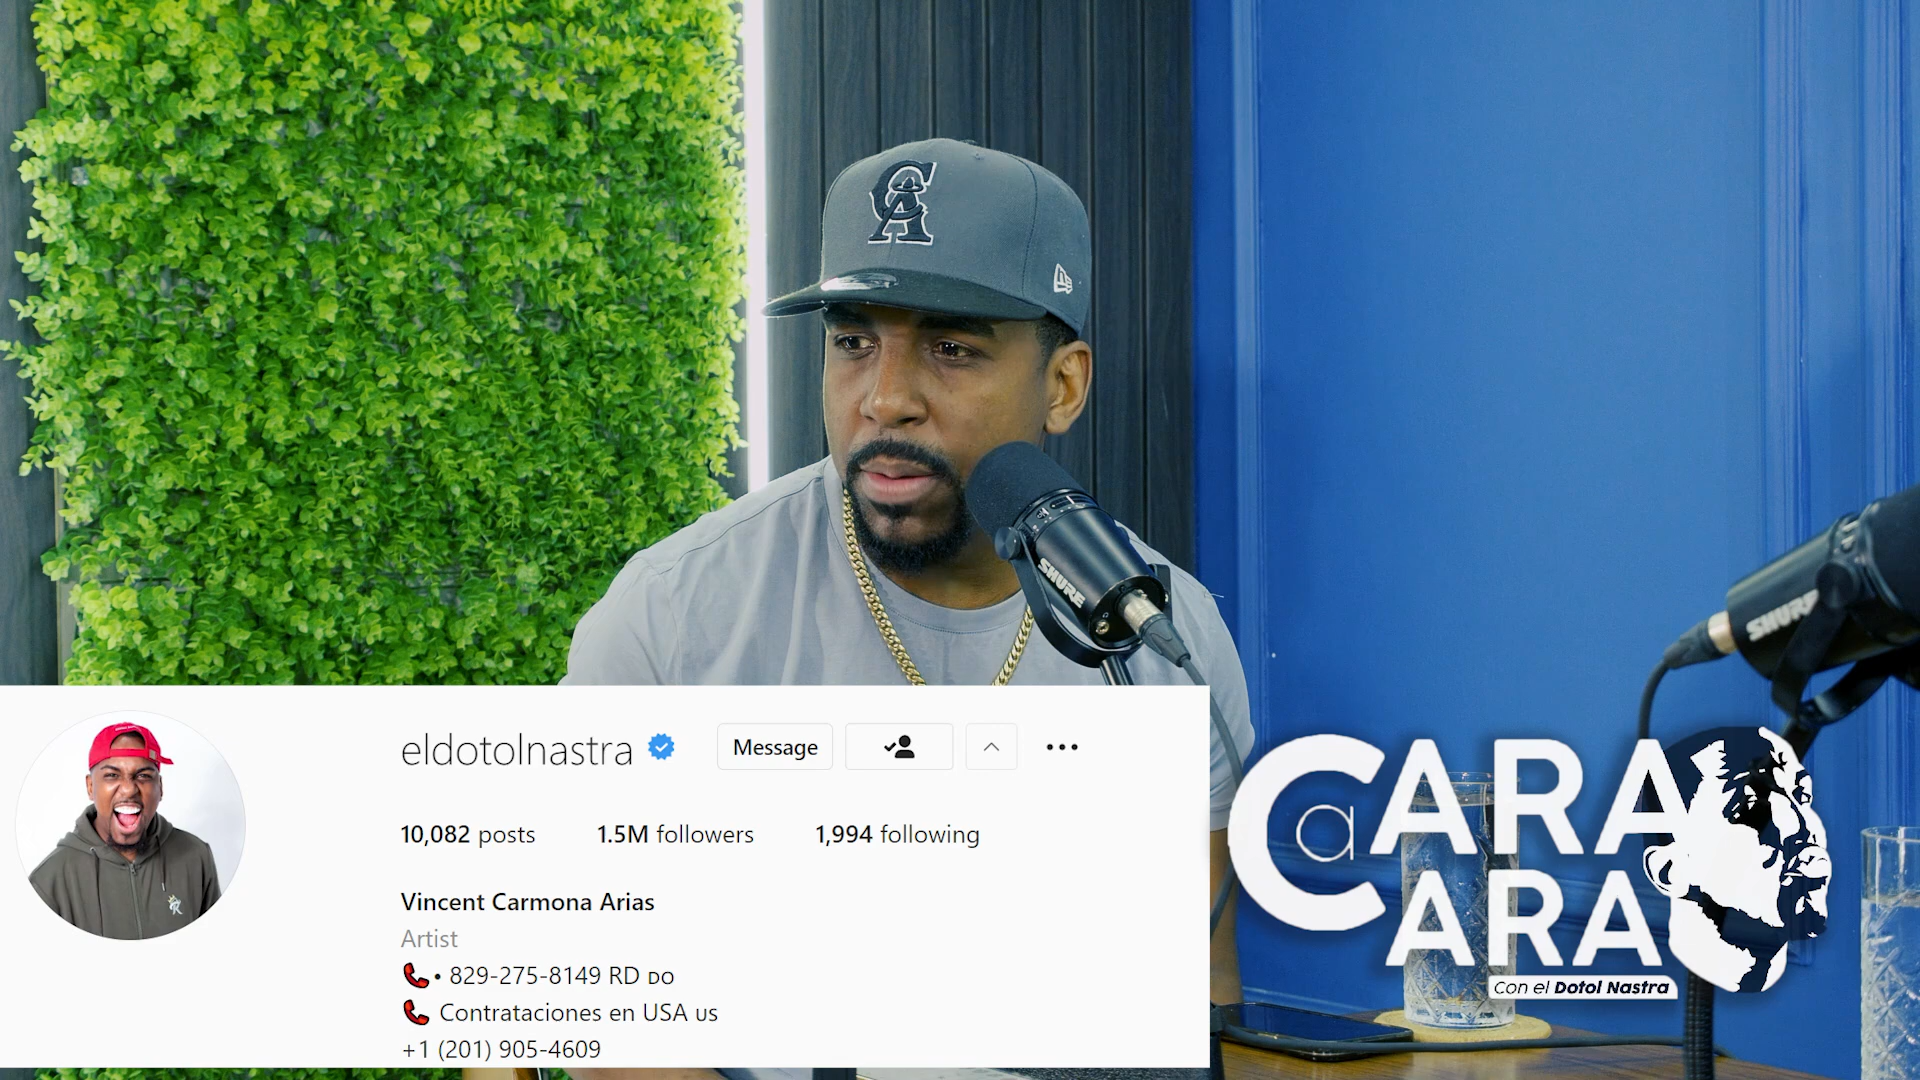 CA
SHURE
SHURE
eldotolnastra
Message
10,082 posts 1.5M followers 1,994 following
Vincent Carmona Arias
Artist
• 829-275-8149 RD DO
Contrataciones en USA us
+1 (201) 905-4609
CARA
a
CARA
Con el Dotol Nastra